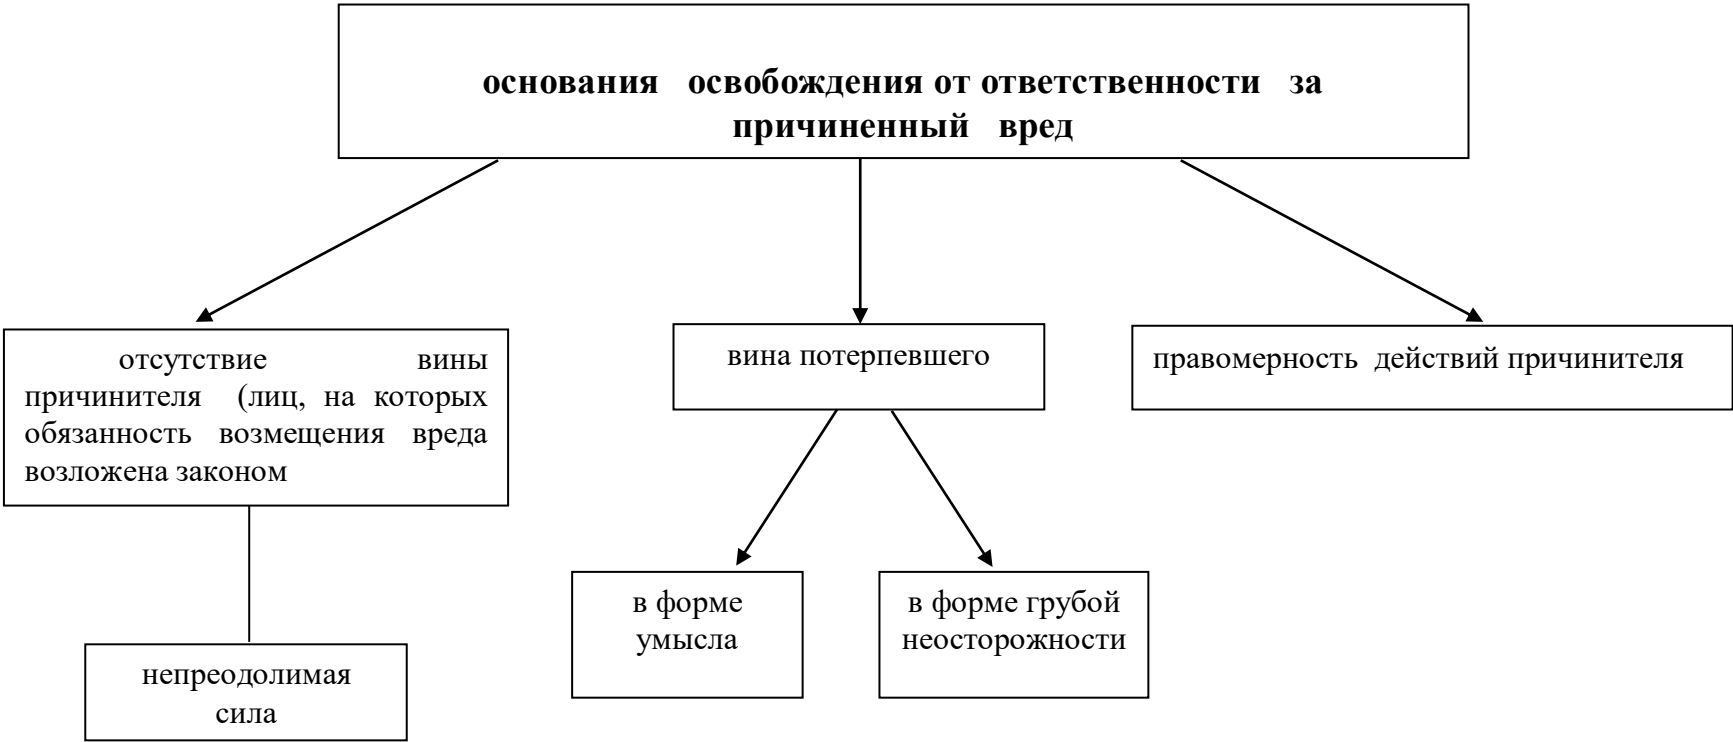 основания освобождения от ответственности за
причиненный вред
отсутствие вины
причинителя (лиц, на которых
обязанность возмещения вреда
возложена законом
вина потерпевшего
правомерность действий причинителя
в форме
умысла
в форме грубой
неосторожности
непреодолимая
сила